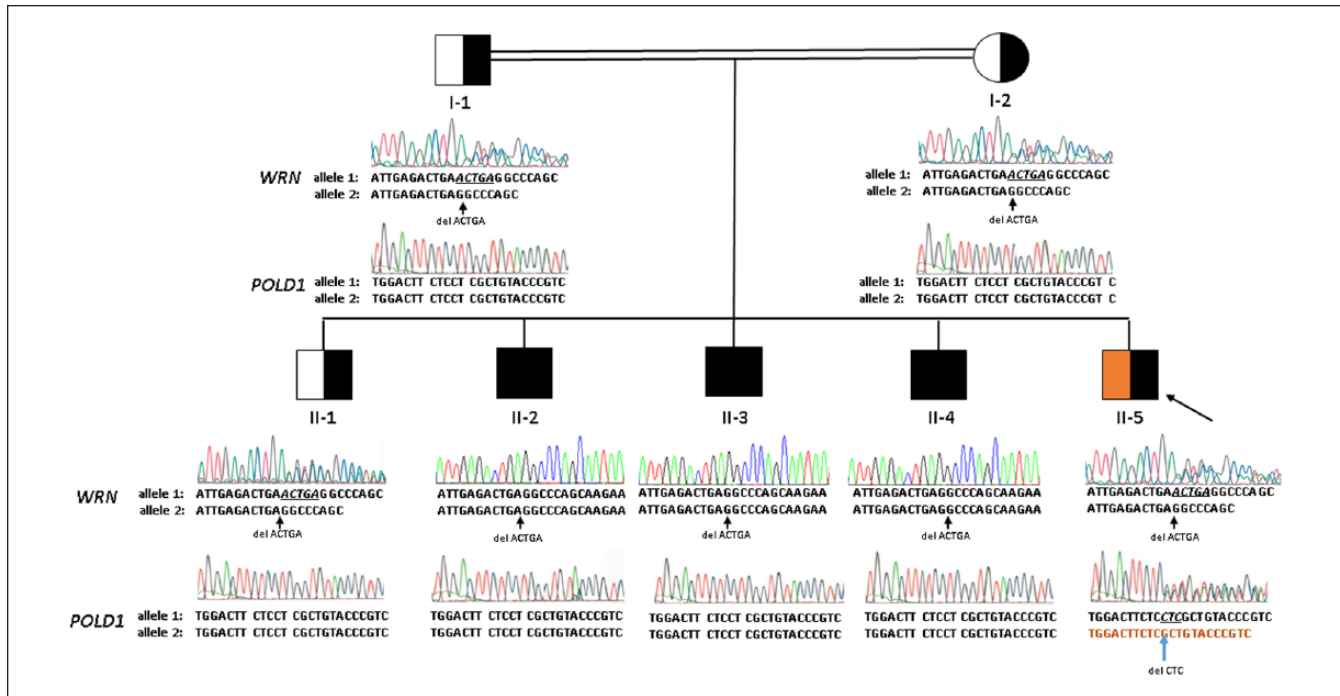 I-1
I-2
WRN
allele 1: ATTGAGACTGAACTGAGGCCCAGC
allele 2: ATTGAGACTGAGGCCCAGC
del ACTGA
allele 1: ATTGAGACTGAACTGAGGCCCAGC
allele 2: ATTGAGACTGAGGCCCAGC
del ACTGA
POLD1
allele 1: TGGACTT CTCCT CGCTGTACCCGTC
allele 2: TGGACTT CTCCT CGCTGTACCCGTC
allele 1: TGGACTT CTCCT CGCTGTACCCGT C
allele 2: TGGACTT CTCCT CGCTGTACCCGT C
II-1
II-2
II-3
II-4
II-5
WRN
allele 1: ATTGAGACTGAACTGAGGCCCAGC
allele 2: ATTGAGACTGAGGCCCAGC
del ACTGA
ATTGAGACTGAGGCCCAGCAAGAA
ATTGAGACTGAGGCCCAGCAAGAA
del ACTGA
ATTGAGACTGAGGCCCAGCAAGAA
ATTGAGACTGAGGCCCAGCAAGAA
del ACTGA
ATTGAGACTGAGGCCCAGCAAGAA
ATTGAGACTGAGGCCCAGCAAGAA
del ACTGA
ATTGAGACTGAACTGAGGCCCAGC
ATTGAGACTGAGGCCCAGC
del ACTGA
POLD1
allele 1: TGGACTT CTCCT CGCTGTACCCGTC
allele 2: TGGACTT CTCCT CGCTGTACCCGTC
TGGACTT CTCCT CGCTGTACCCGTC
TGGACTT CTCCT CGCTGTACCCGTC
TGGACTT CTCCT CGCTGTACCCGTC
TGGACTT CTCCT CGCTGTACCCGTC
TGGACTT CTCCT CGCTGTACCCGTC
TGGACTT CTCCT CGCTGTACCCGTC
TGGACTTCTCCTCGCTGTACCCGTC
TGGACTTCTCGCTGTACCCGTC
del CTC